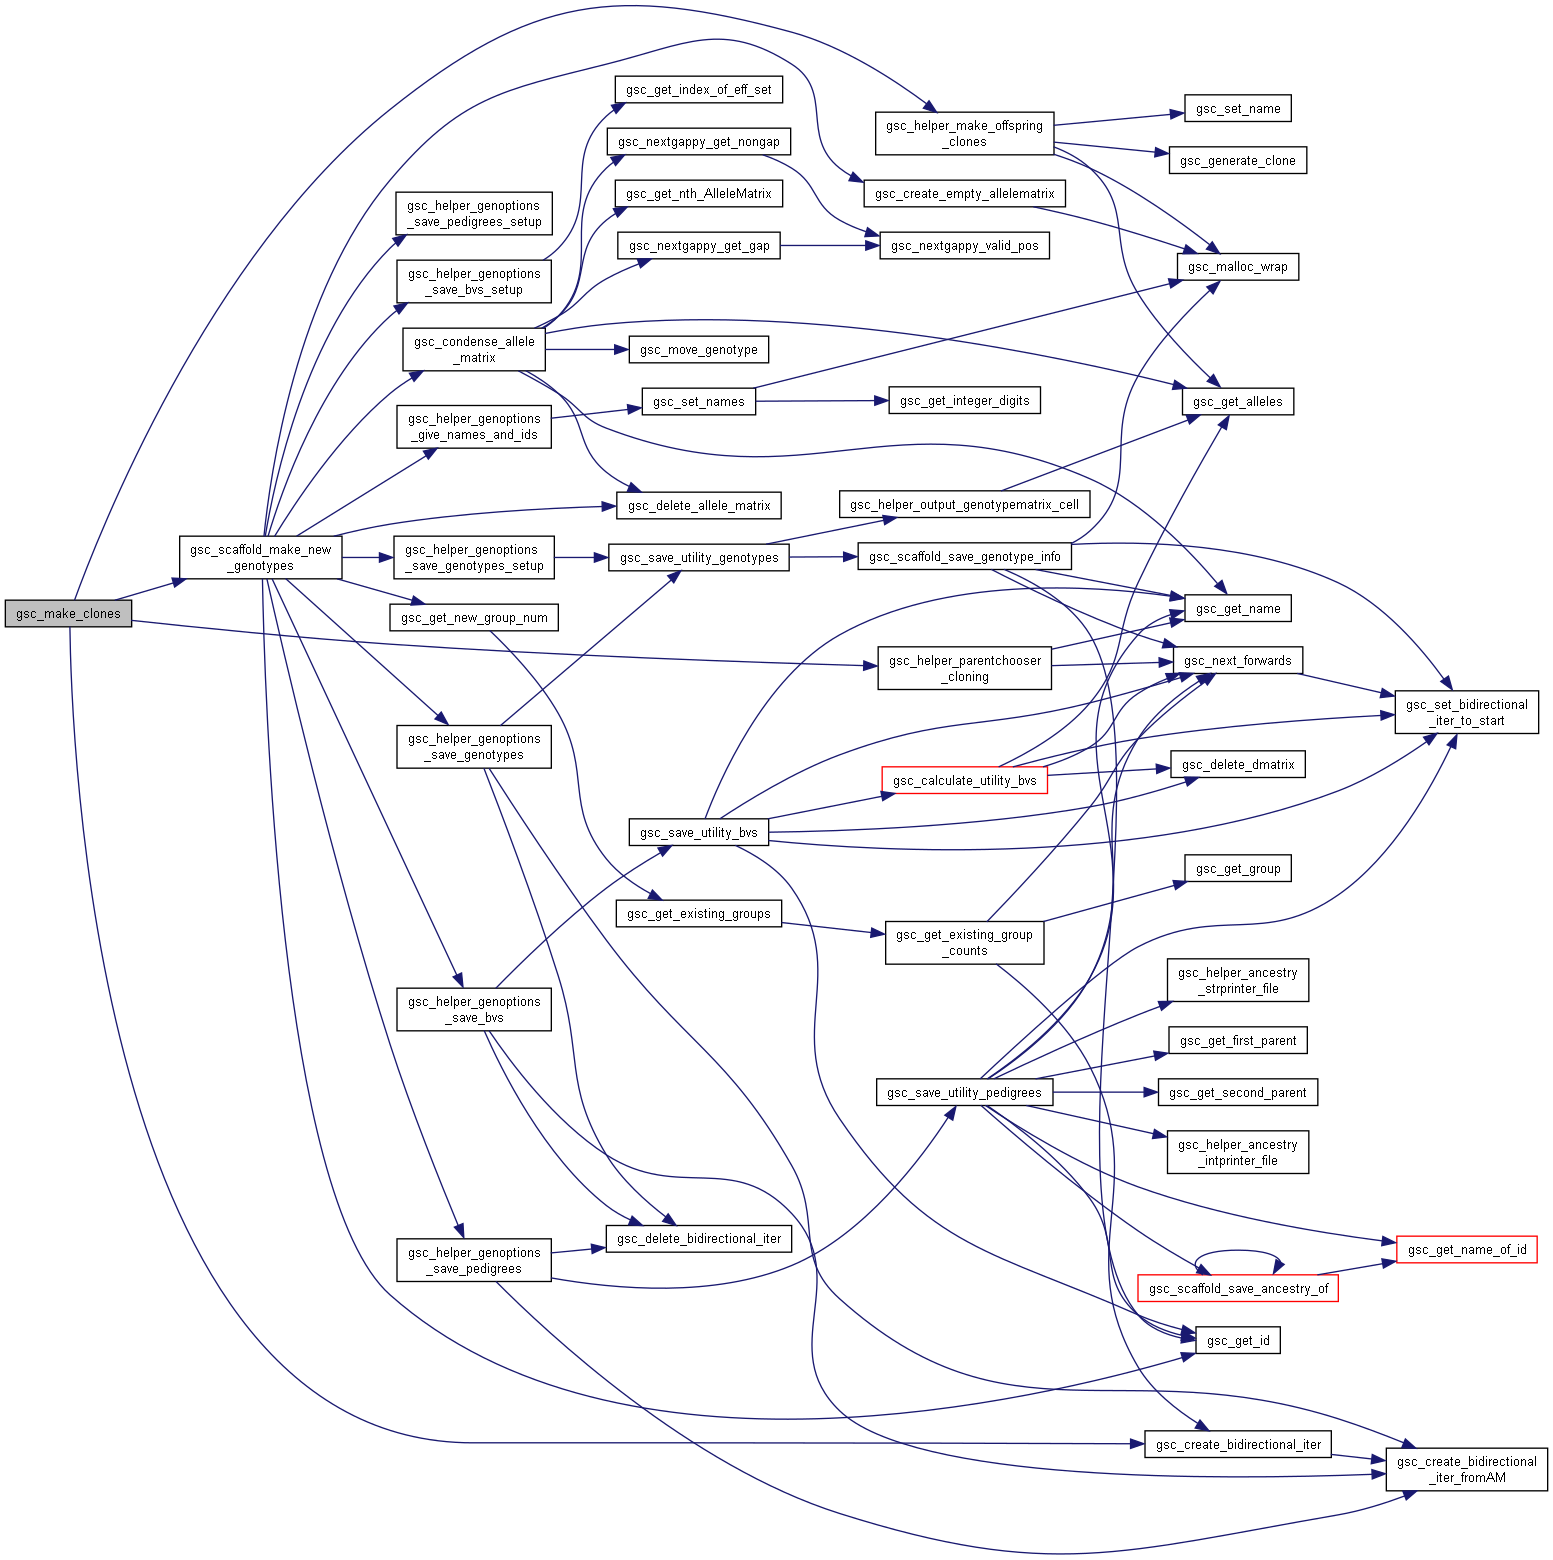 gsc_get_index_of_eff_set
gsc_helper_make_offspring
_clones
gsc_set_name
gsc_nextgappy_get_nongap
gsc_generate_clone
gsc_get_nth_AlleleMatrix
gsc_create_empty_allelematrix
gsc_helper_genoptions
_save_pedigrees_setup
gsc_nextgappy_get_gap
gsc_nextgappy_valid_pos
gsc_malloc_wrap
gsc_helper_genoptions
_save_bvs_setup
gsc_condense_allele
_matrix
gsc_move_genotype
gsc_set_names
gsc_get_integer_digits
gsc_get_alleles
gsc_helper_genoptions
_give_names_and_ids
gsc_delete_allele_matrix
gsc_helper_output_genotypematrix_cell
gsc_scaffold_make_new
_genotypes
gsc_helper_genoptions
_save_genotypes_setup
gsc_save_utility_genotypes
gsc_scaffold_save_genotype_info
gsc_make_clones
gsc_get_new_group_num
gsc_get_name
gsc_helper_parentchooser
_cloning
gsc_next_forwards
gsc_set_bidirectional
_iter_to_start
gsc_helper_genoptions
_save_genotypes
gsc_calculate_utility_bvs
gsc_delete_dmatrix
gsc_save_utility_bvs
gsc_get_group
gsc_get_existing_groups
gsc_get_existing_group
_counts
gsc_helper_ancestry
_strprinter_file
gsc_helper_genoptions
_save_bvs
gsc_get_first_parent
gsc_save_utility_pedigrees
gsc_get_second_parent
gsc_helper_ancestry
_intprinter_file
gsc_delete_bidirectional_iter
gsc_helper_genoptions
_save_pedigrees
gsc_get_name_of_id
gsc_scaffold_save_ancestry_of
gsc_get_id
gsc_create_bidirectional_iter
gsc_create_bidirectional
_iter_fromAM